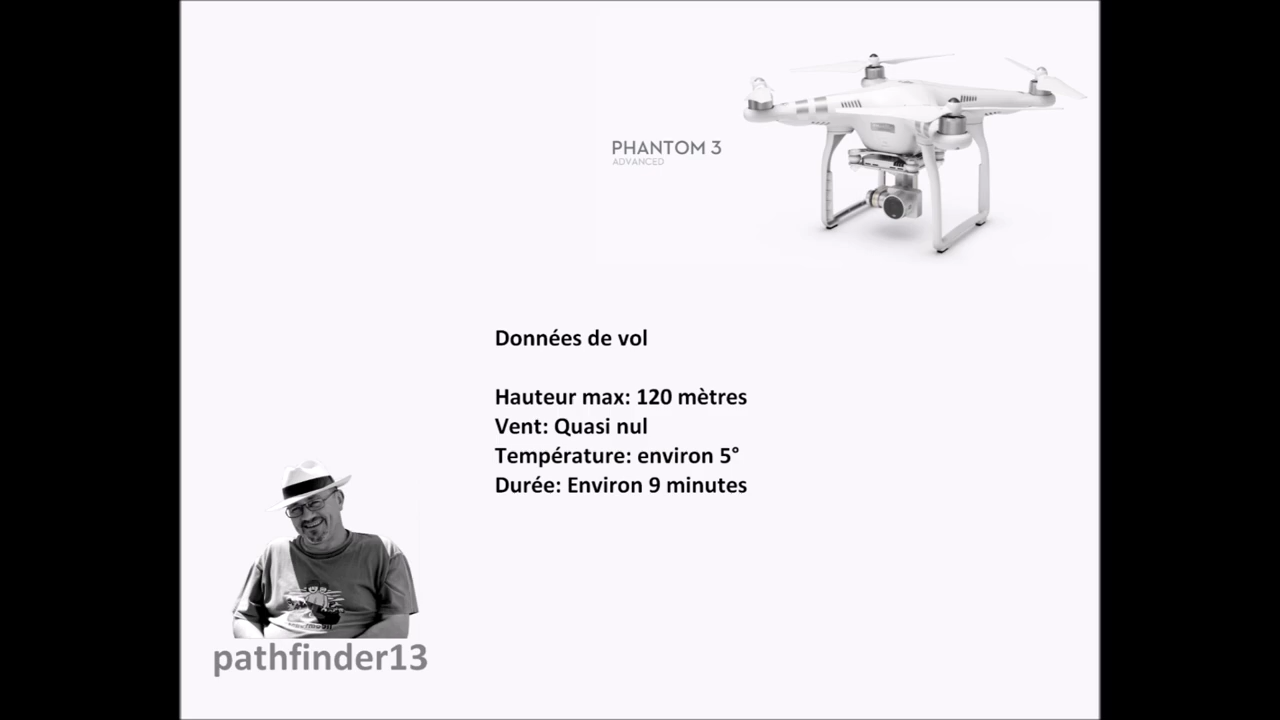 PHANTOM 3
ADVANCED
Données de vol
Hauteur max: 120 mètres
Vent: Quasi nul
Température: environ 5°
Durée: Environ 9 minutes
pathfinder13